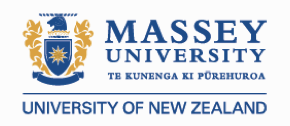 MASSEY
UNIVERSITY
TE KUNENGA KI PŪREHUROA
UNIVERSITY OF NEW ZEALAND